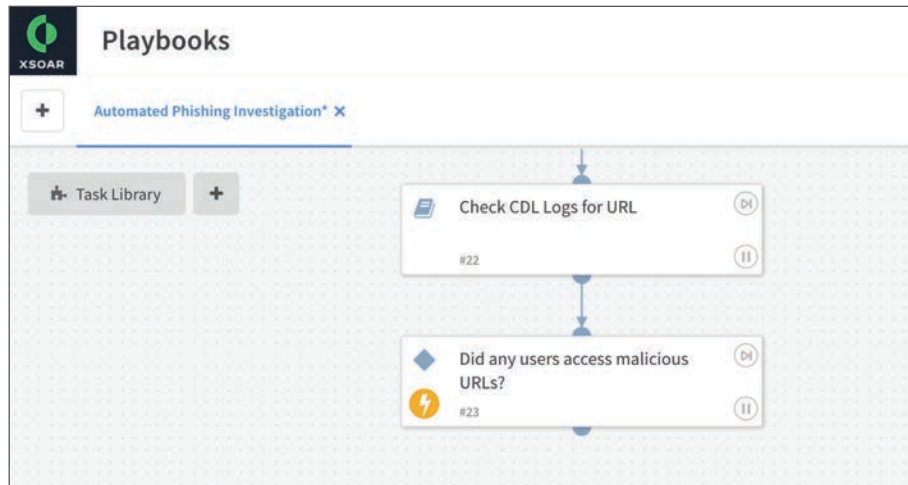 XSOAR
Playbooks
+
Automated Phishing Investigation* ×
Task Library
+
Check CDL Logs for URL
#22
Did any users access malicious
URLs?
#23